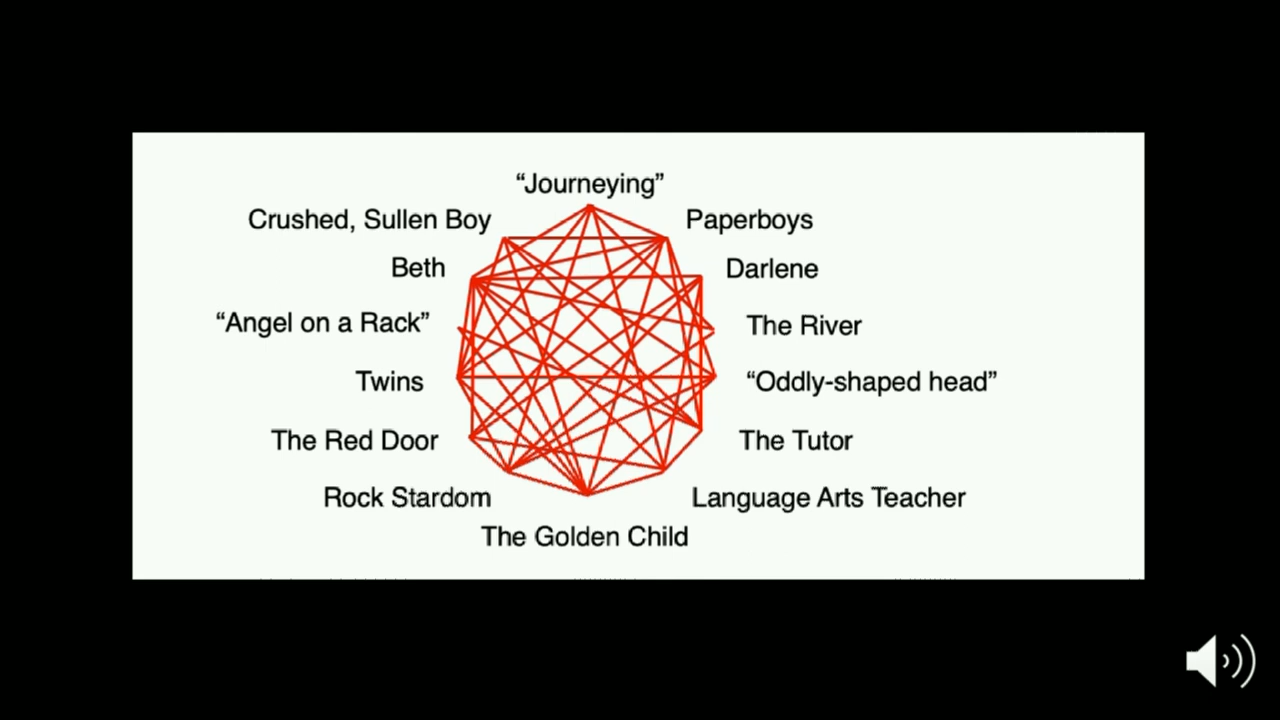 “Journeying”
Crushed, Sullen Boy
Paperboys
Beth
Darlene
“Angel on a Rack”
The River
Twins
“Oddly-shaped head”
The Red Door
The Tutor
Rock Stardom
Language Arts Teacher
The Golden Child